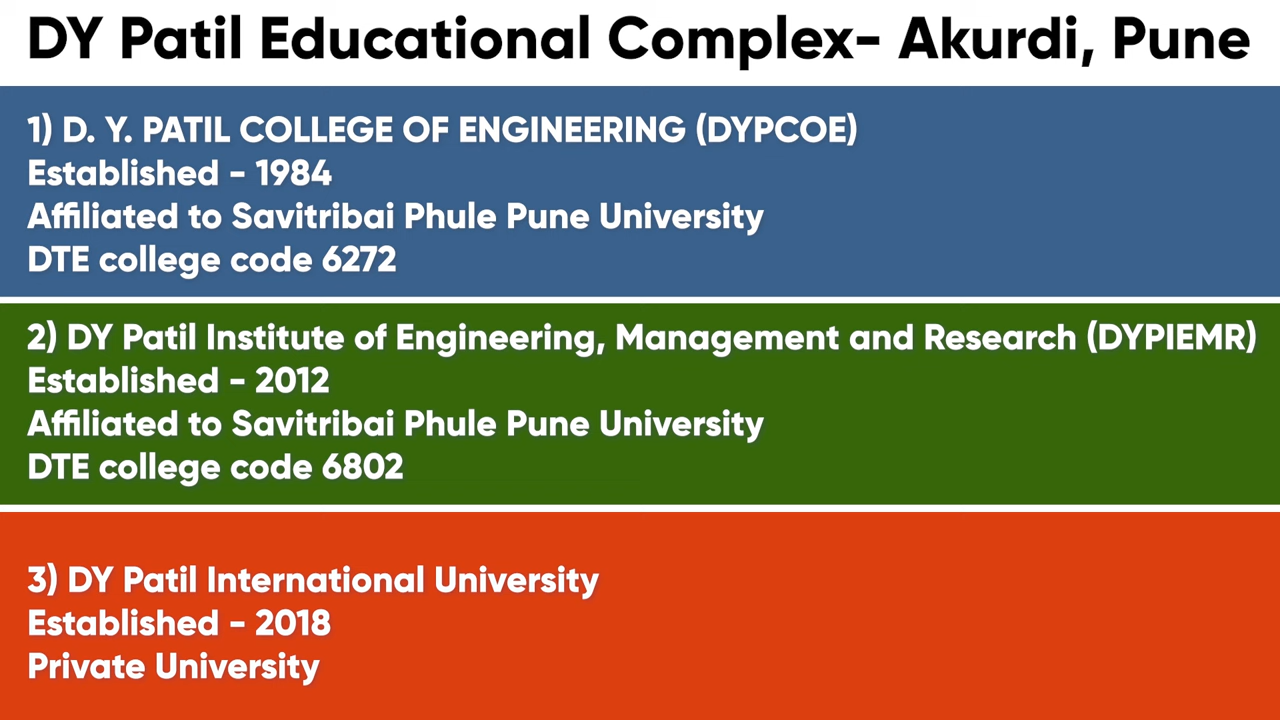 DY Patil Educational Complex- Akurdi, Pune
1) D. Y. PATIL COLLEGE OF ENGINEERING (DYPCOE)
Established - 1984
Affiliated to Savitribai Phule Pune University
DTE college code 6272
2) DY Patil Institute of Engineering, Management and Research (DYPIEMR)
Established - 2012
Affiliated to Savitribai Phule Pune University
DTE college code 6802
3) DY Patil International University
Established - 2018
Private University